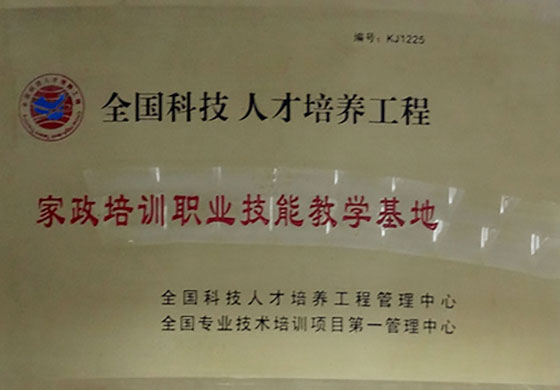 编号：KJ1225
全国科技 人才培养工程
家政培训职业技能教学基地
全国科技人才培养工程管理中心
全国专业技术培训项目第一管理中心